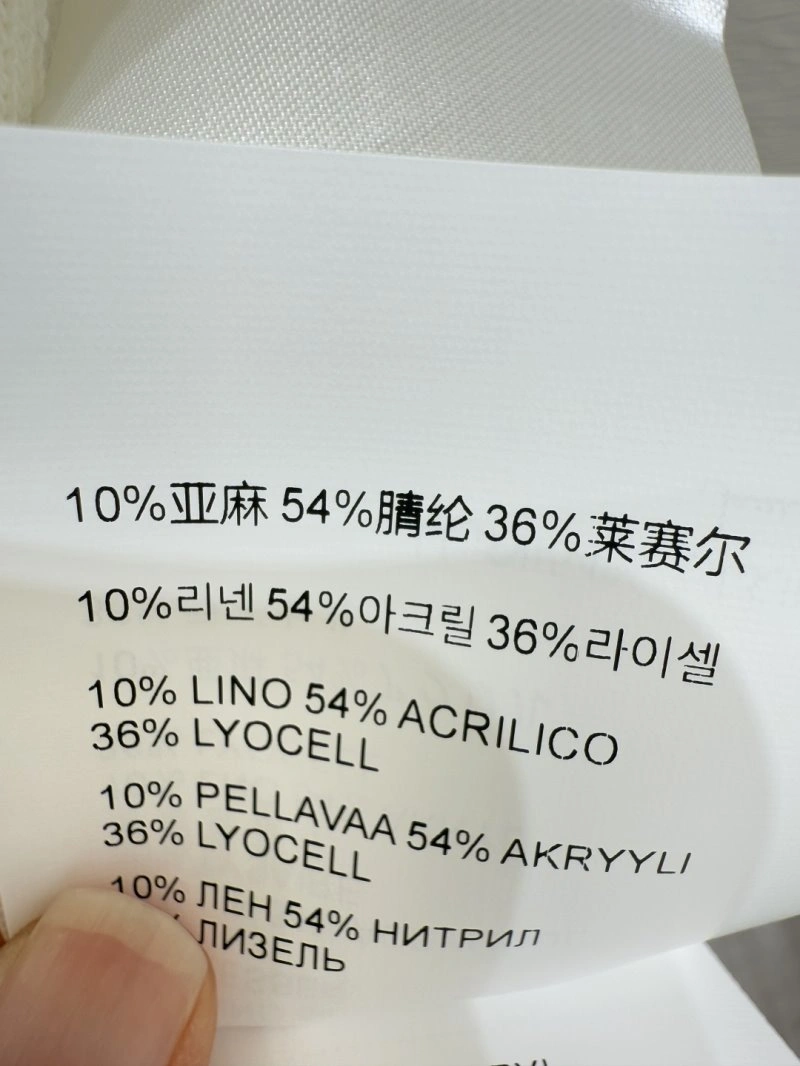 10%亚麻 54%腈纶 36%莱赛尔
10%리넨 54%아크릴 36%라이셀
10% LINO 54% ACRILICO
36% LYOCELL
10% PELLAVAA 54% AKRYYLI
36% LYOCELL
10% ЛЕН 54% НИТРИЛ
% ЛИЗЕЛЬ